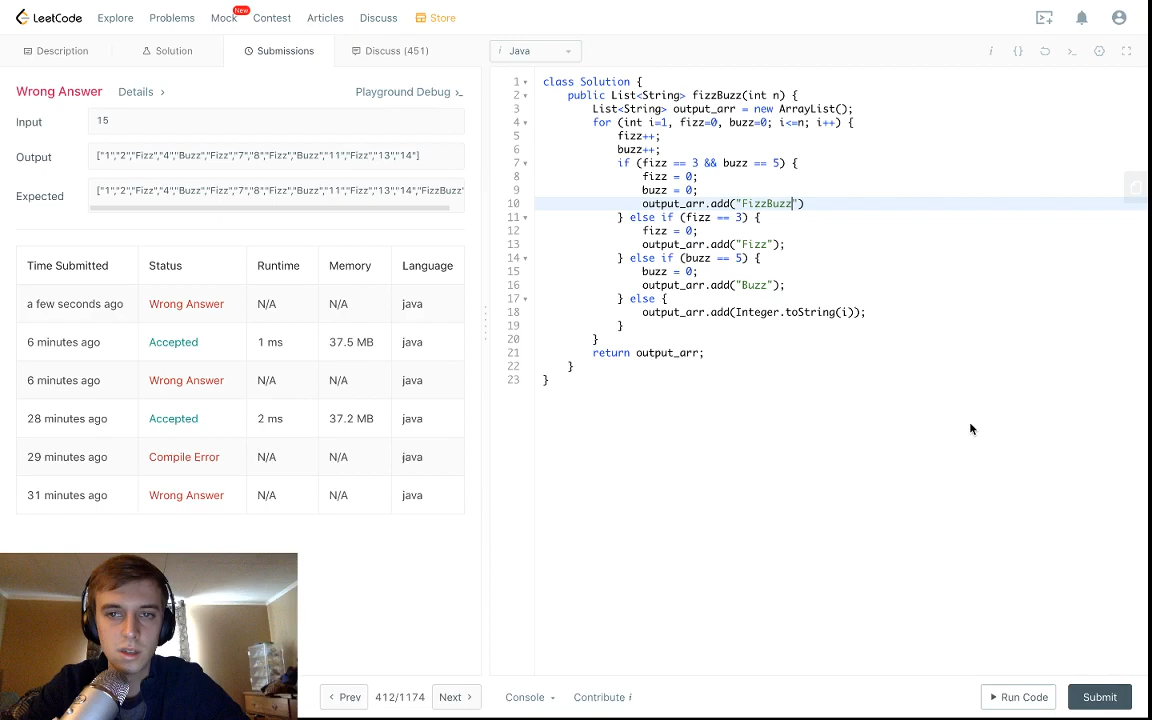 LeetCode Explore Problems Mock New Contest Articles Discuss Store
Description Solution Submissions Discuss (451)
Wrong Answer Details › Playground Debug >_
Input 15
Output ["1","2","Fizz","4","Buzz","Fizz","7","8","Fizz","Buzz","11","Fizz","13","14"]
Expected ["1","2","Fizz","4","Buzz","Fizz","7","8","Fizz","Buzz","11","Fizz","13","14","FizzBuzz"
Time Submitted Status Runtime Memory Language
a few seconds ago Wrong Answer N/A N/A java
6 minutes ago Accepted 1 ms 37.5 MB java
6 minutes ago Wrong Answer N/A N/A java
28 minutes ago Accepted 2 ms 37.2 MB java
29 minutes ago Compile Error N/A N/A java
31 minutes ago Wrong Answer N/A N/A java
‹ Prev 412/1174 Next ›
i Java
i {} >_
1 class Solution {
2 public List<String> fizzBuzz(int n) {
3 List<String> output_arr = new ArrayList();
4 for (int i=1, fizz=0, buzz=0; i<=n; i++) {
5 fizz++;
6 buzz++;
7 if (fizz == 3 && buzz == 5) {
8 fizz = 0;
9 buzz = 0;
10 output_arr.add("FizzBuzz")
11 } else if (fizz == 3) {
12 fizz = 0;
13 output_arr.add("Fizz");
14 } else if (buzz == 5) {
15 buzz = 0;
16 output_arr.add("Buzz");
17 } else {
18 output_arr.add(Integer.toString(i));
19 }
20 }
21 return output_arr;
22 }
23 }
Console Contribute i Run Code Submit